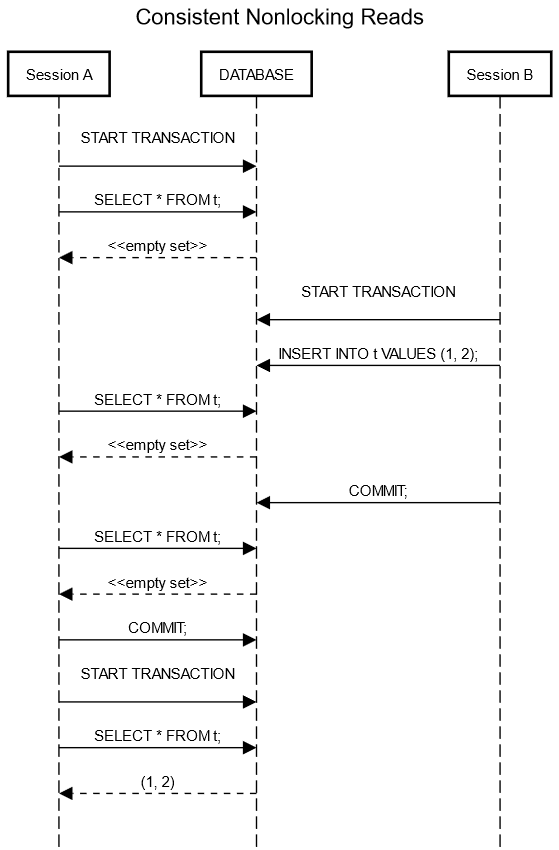 Consistent Nonlocking Reads
Session A
DATABASE
Session B
START TRANSACTION
SELECT * FROM t;
<<empty set>>
START TRANSACTION
INSERT INTO t VALUES (1, 2);
SELECT * FROM t;
<<empty set>>
COMMIT;
SELECT * FROM t;
<<empty set>>
COMMIT;
START TRANSACTION
SELECT * FROM t;
(1, 2)